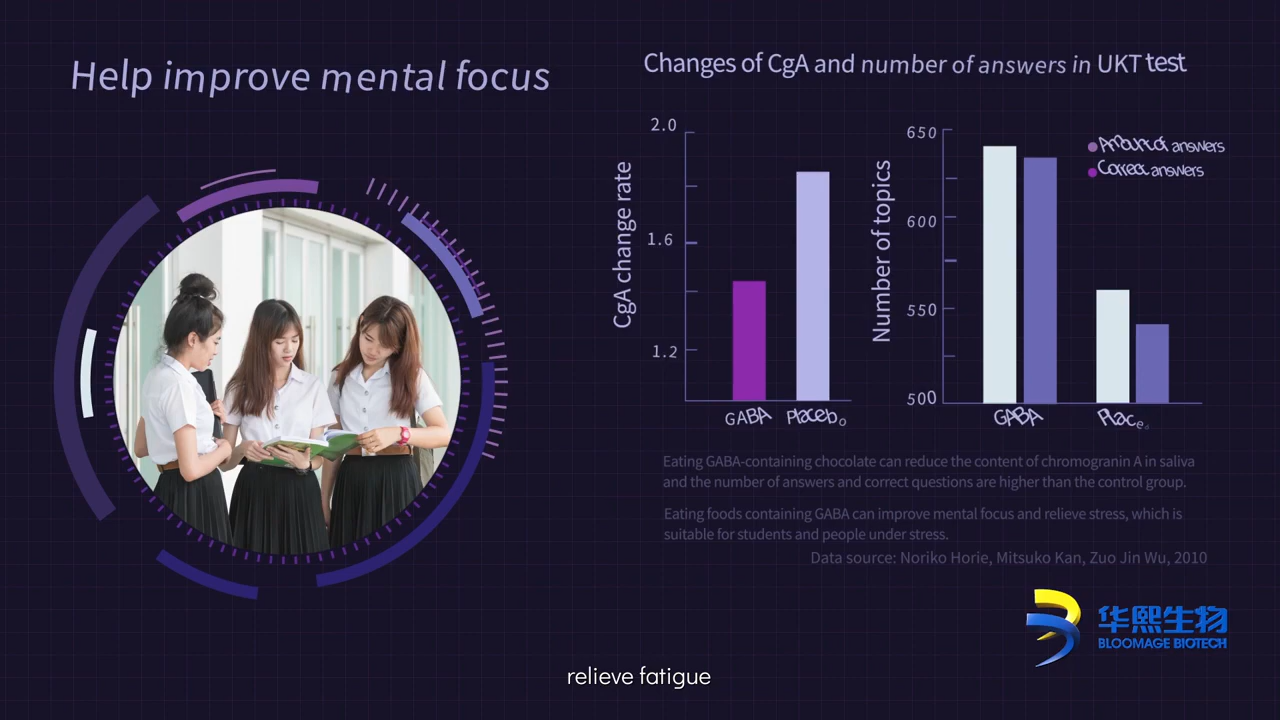 Help improve mental focus
Changes of CgA and number of answers in UKT test
2.0
1.6
1.2
CgA change rate
GABA
Placebo
650
600
550
500
Number of topics
answers
Correct answers
GABA
Place
Eating GABA-containing chocolate can reduce the content of chromogranin A in saliva
and the number of answers and correct questions are higher than the control group.
Eating foods containing GABA can improve mental focus and relieve stress, which is
suitable for students and people under stress.
Data source: Noriko Horie, Mitsuko Kan, Zuo Jin Wu, 2010
华熙生物
BLOOMAGE BIOTECH
relieve fatigue